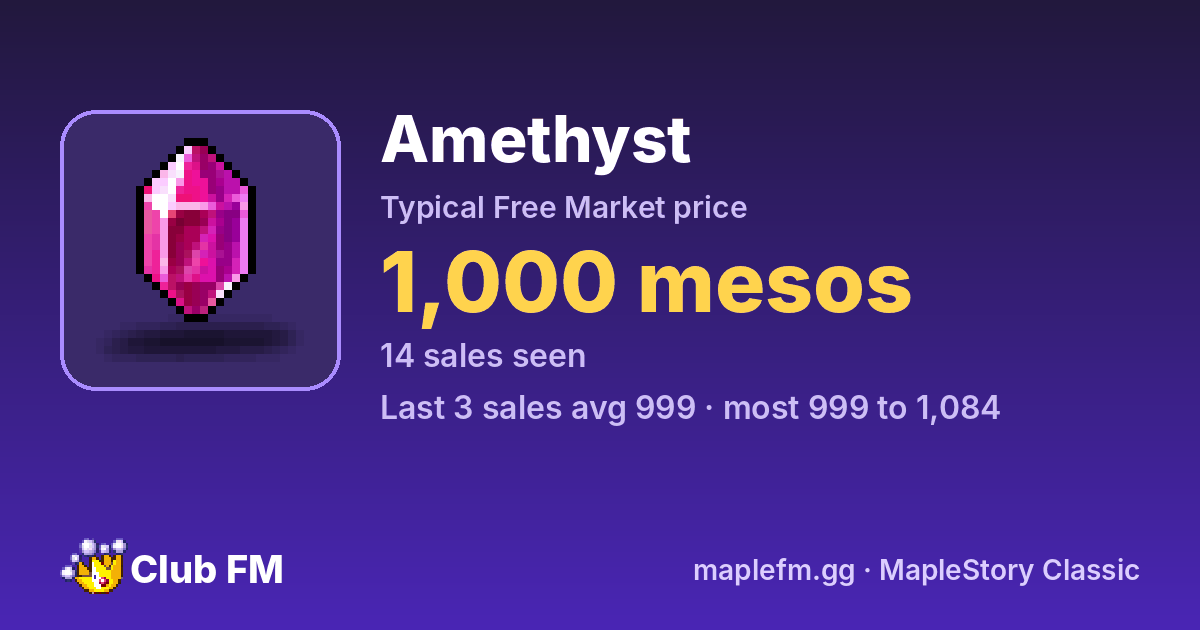 Amethyst
Typical Free Market price
1,000 mesos
14 sales seen
Last 3 sales avg 999 · most 999 to 1,084
Club FM
maplefm.gg · MapleStory Classic